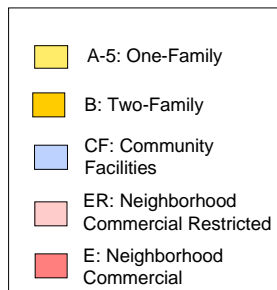 A-5: One-Family
B: Two-Family
CF: Community
Facilities
ER: Neighborhood
Commercial Restricted
E: Neighborhood
Commercial